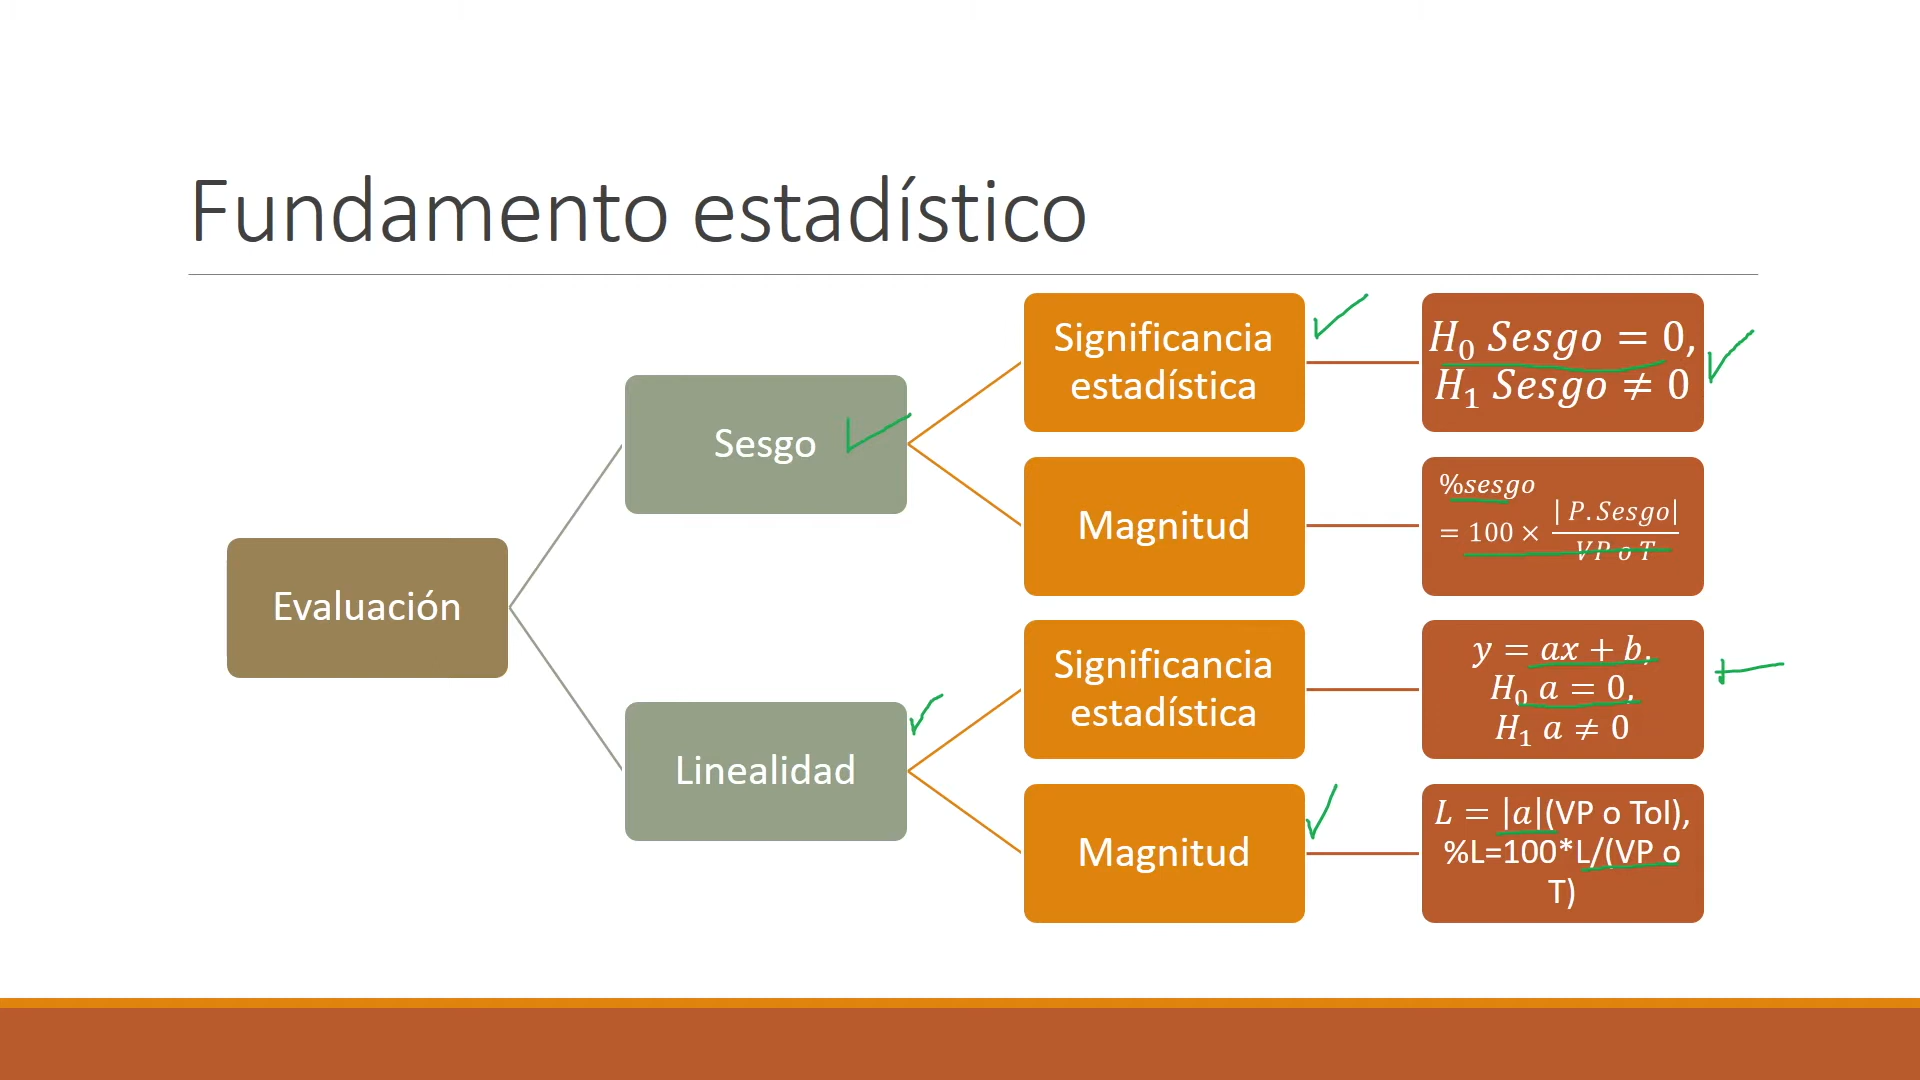 Fundamento estadístico
Evaluación
Sesgo
Significancia
estadística
H₀ Sesgo = 0,
H₁ Sesgo ≠ 0
Magnitud
%sesgo
= 100 × |P.Sesgo| / VP o T
Linealidad
Significancia
estadística
y = ax + b,
H₀ a = 0,
H₁ a ≠ 0
Magnitud
L = |a|(VP o Tol),
%L=100*L/(VP o
T)